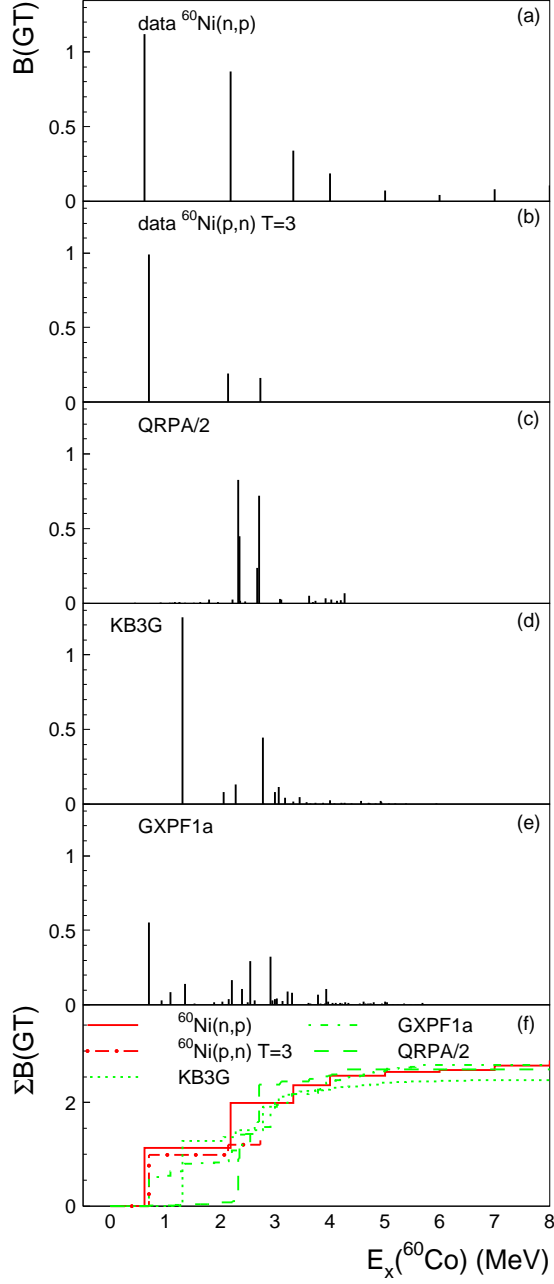 B(GT)
data ⁶⁰Ni(n,p)
(a)
1
0.5
0
data ⁶⁰Ni(p,n) T=3
(b)
1
0.5
0
QRPA/2
(c)
1
0.5
0
KB3G
(d)
1
0.5
0
GXPF1a
(e)
1
0.5
0
ΣB(GT)
⁶⁰Ni(n,p)
⁶⁰Ni(p,n) T=3
KB3G
GXPF1a
QRPA/2
(f)
2
0
0 1 2 3 4 5 6 7 8
Eₓ(⁶⁰Co) (MeV)